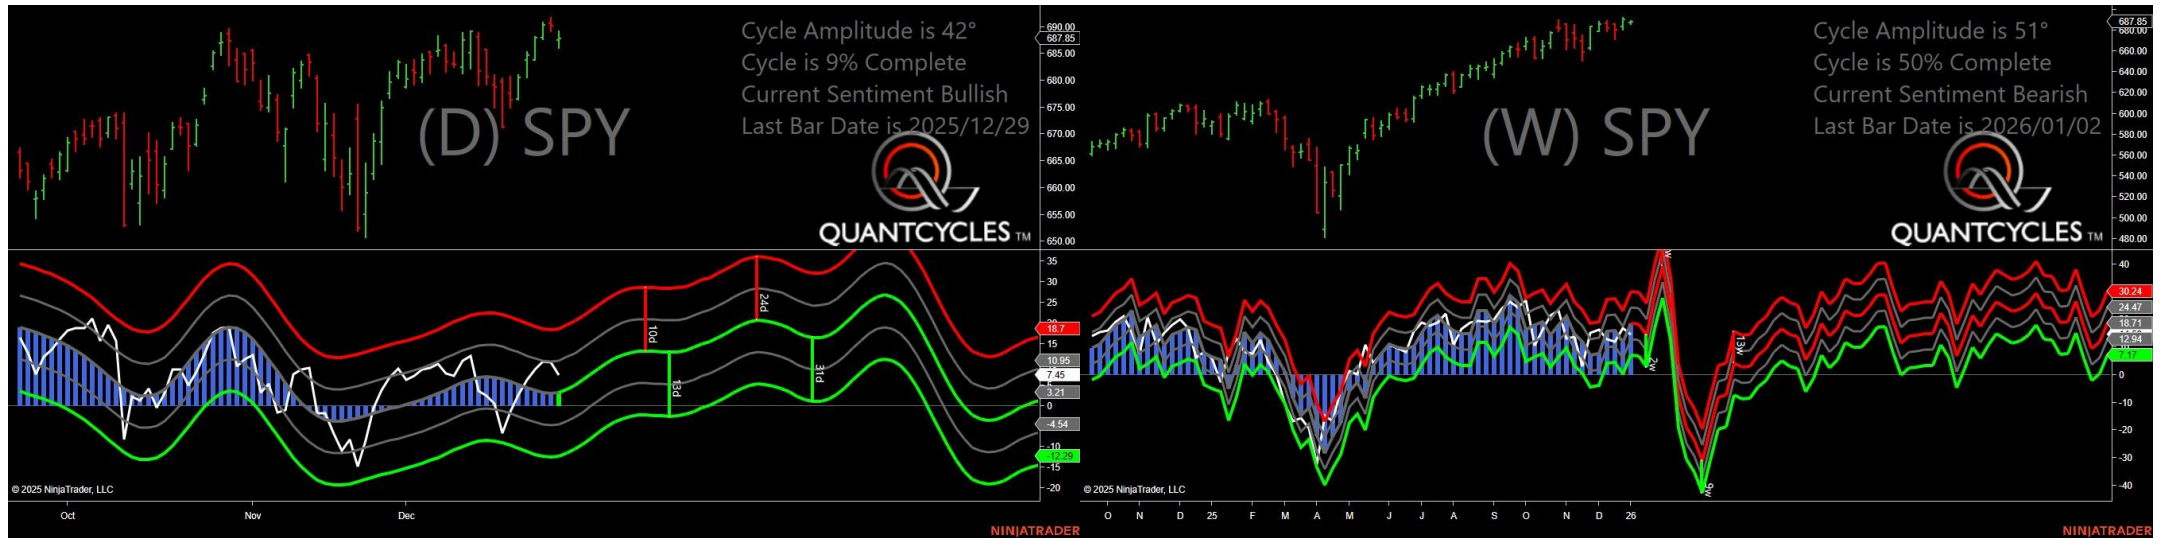 Cycle Amplitude is 42°
Cycle is 9% Complete
Current Sentiment Bullish
Last Bar Date is 2025/12/29
(D) SPY
QUANTCYCLES TM
690.00
687.85
685.00
680.00
675.00
670.00
665.00
660.00
655.00
650.00
35
30
25
18.7
15
10.95
7.45
3.21
0
-4.54
-10
-12.29
-15
-20
10d
13d
24d
31d
© 2025 NinjaTrader, LLC
Oct Nov Dec
NINJATRADER
Cycle Amplitude is 51°
Cycle is 50% Complete
Current Sentiment Bearish
Last Bar Date is 2026/01/02
(W) SPY
QUANTCYCLES TM
687.85
680.00
660.00
640.00
620.00
600.00
580.00
560.00
540.00
520.00
500.00
480.00
40
30.24
24.47
18.71
12.94
7.17
0
-10
-20
-30
-40
2w
9w
13w
© 2025 NinjaTrader, LLC
O N D 25 F M A M J J A S O N D 26
NINJATRADER